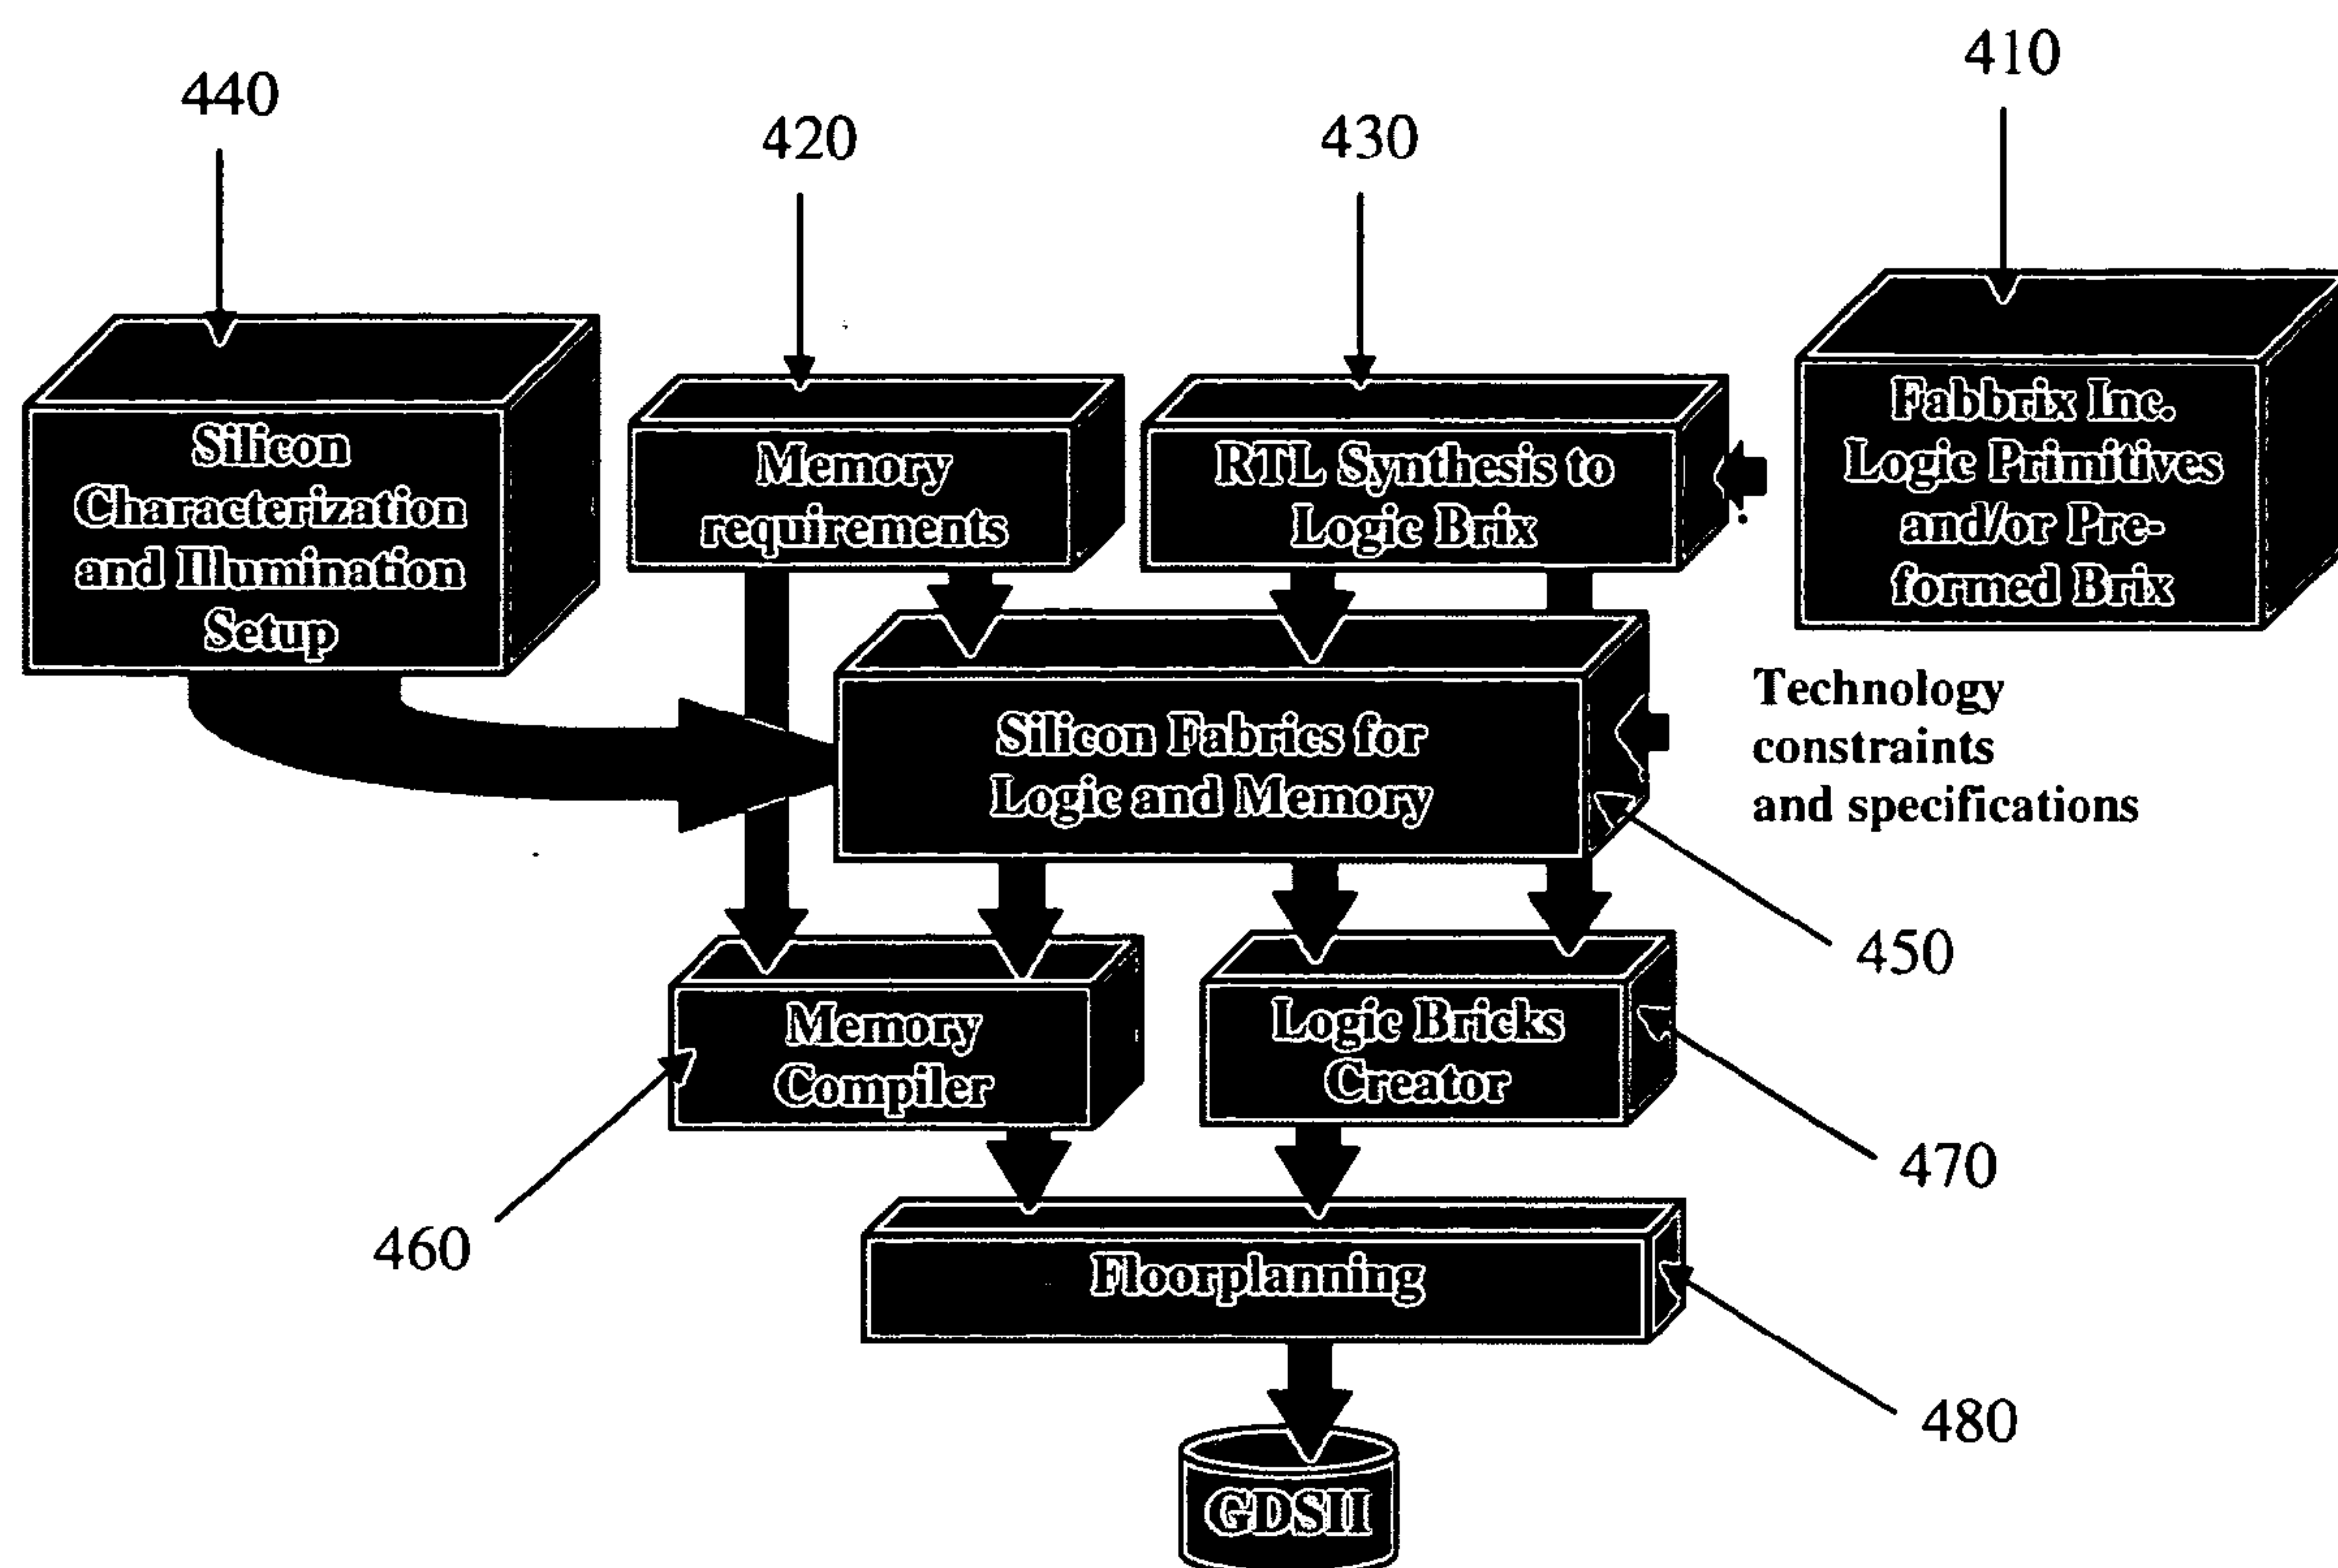 410
440
420
430
Silicon
Characterization
and Illumination
Setup
Memory
requirements
RTL Synthesis to
Logic Brix
Fabbrix Inc.
Logic Primitives
and/or Pre-
formed Brix
Silicon Fabrics for
Logic and Memory
Technology
constraints
and specifications
450
Memory
Compiler
Logic Bricks
Creator
470
460
Floorplanning
480
GDSII